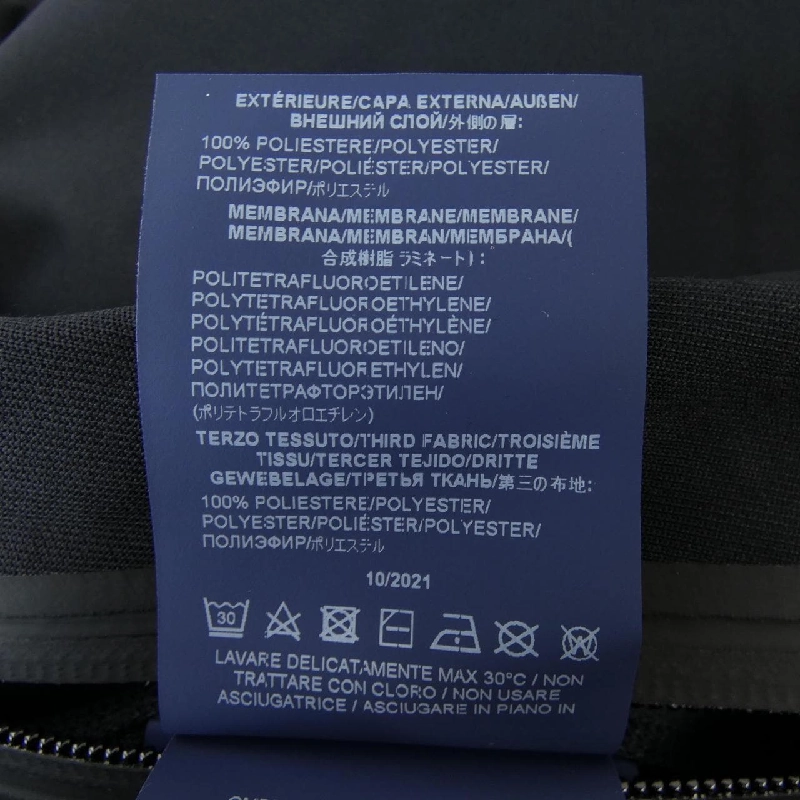 EXTÉRIEURE/CAPA EXTERNA/AUßEN/
ВНЕШНИЙ СЛОЙ/外側の層:
100% POLIESTERE/POLYESTER/
POLYESTER/POLIÉSTER/POLYESTER/
ПОЛИЭФИР/ポリエステル
MEMBRANA/MEMBRANE/MEMBRANE/
MEMBRANA/MEMBRAN/МЕМБРАНА/(
合成樹脂 ラミネート):
POLITETRAFLUOROETILENE/
POLYTETRAFLUOROETHYLENE/
POLYTÉTRAFLUOROÉTHYLÈNE/
POLITETRAFLUOROETILENO/
POLYTETRAFLUORETHYLEN/
ПОЛИТЕТРАФТОРЭТИЛЕН/
(ポリテトラフルオロエチレン)
TERZO TESSUTO/THIRD FABRIC/TROISIÈME
TISSU/TERCER TEJIDO/DRITTE
GEWEBELAGE/ТРЕТЬЯ ТКАНЬ/第三の布地:
100% POLIESTERE/POLYESTER/
POLYESTER/POLIÉSTER/POLYESTER/
ПОЛИЭФИР/ポリエステル
10/2021
30
LAVARE DELICATAMENTE MAX 30°C / NON
TRATTARE CON CLORO / NON USARE
ASCIUGATRICE / ASCIUGARE IN PIANO IN